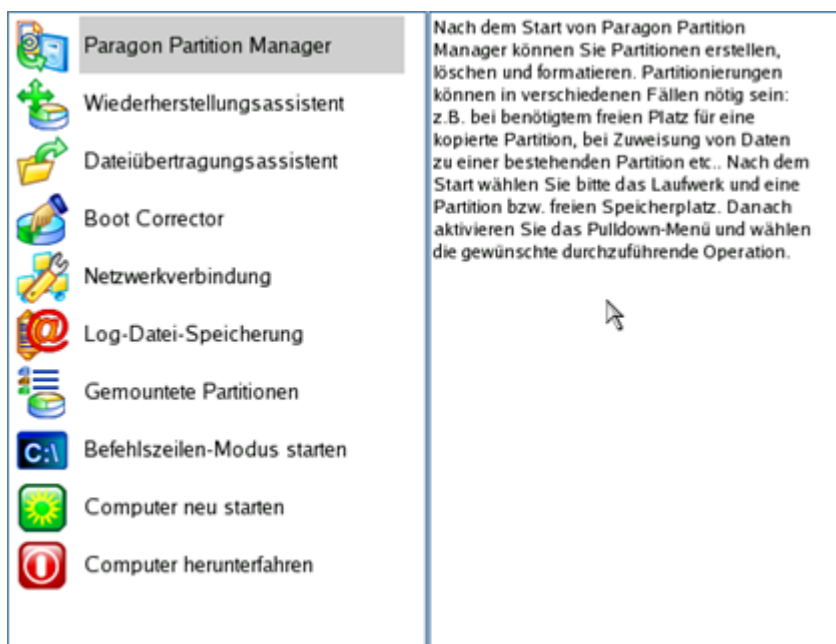 Paragon Partition Manager
Wiederherstellungsassistent
Dateiübertragungsassistent
Boot Corrector
Netzwerkverbindung
Log-Datei-Speicherung
Gemountete Partitionen
C:\
Befehlszeilen-Modus starten
Computer neu starten
Computer herunterfahren
Nach dem Start von Paragon Partition
Manager können Sie Partitionen erstellen,
löschen und formatieren. Partitionierungen
können in verschiedenen Fällen nötig sein:
z.B. bei benötigtem freien Platz für eine
kopierte Partition, bei Zuweisung von Daten
zu einer bestehenden Partition etc.. Nach dem
Start wählen Sie bitte das Laufwerk und eine
Partition bzw. freien Speicherplatz. Danach
aktivieren Sie das Pulldown-Menü und wählen
die gewünschte durchzuführende Operation.